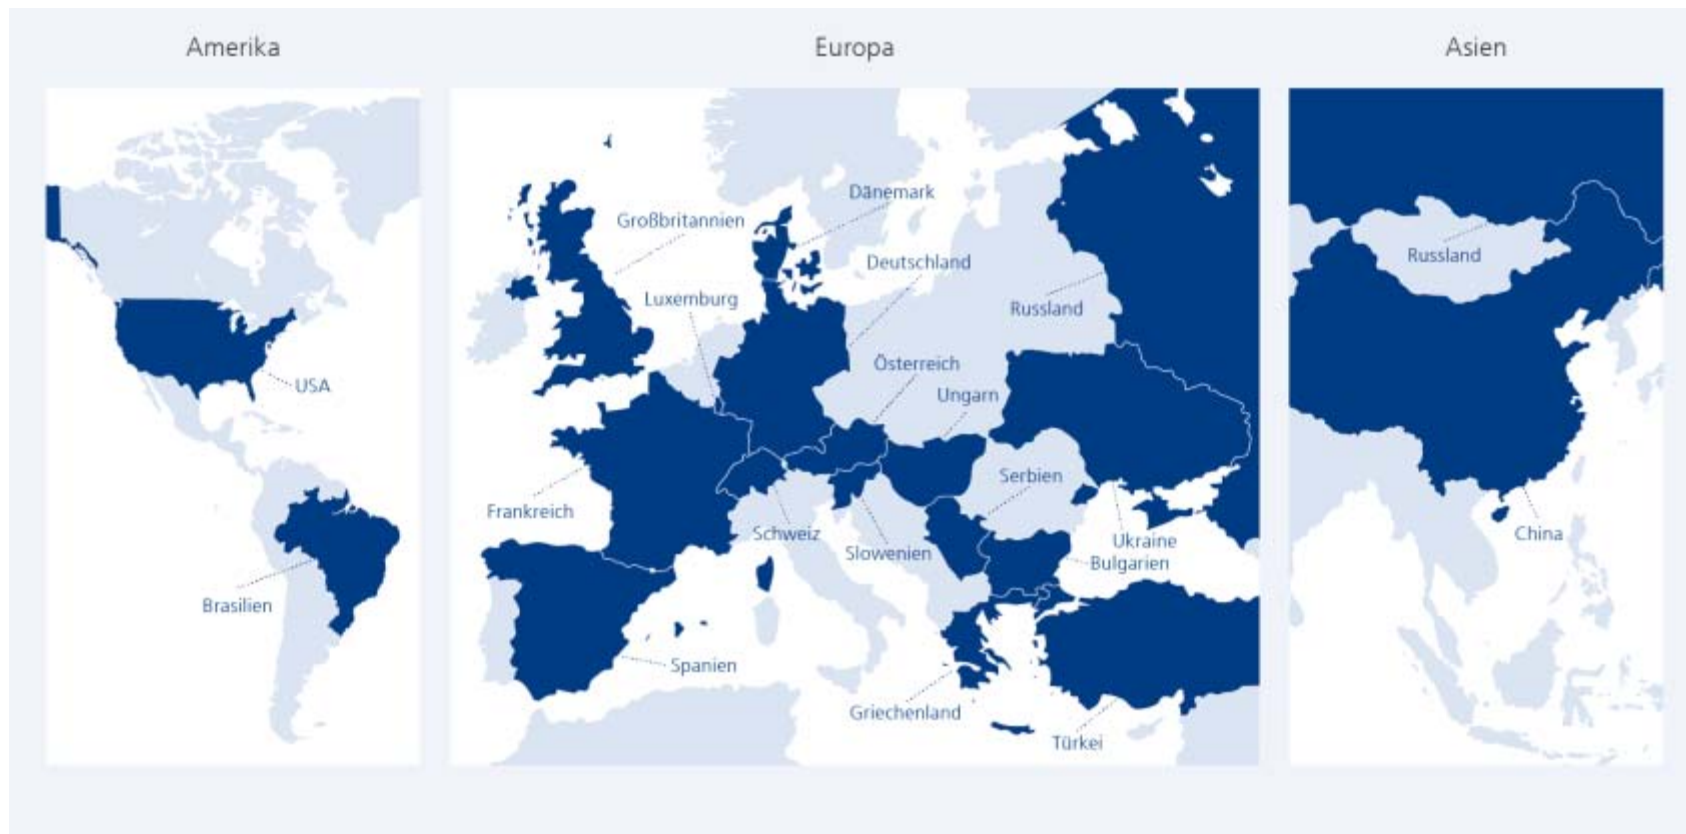 Amerika
Europa
Asien
USA
Brasilien
Großbritannien
Dänemark
Deutschland
Luxemburg
Russland
Österreich
Ungarn
Serbien
Frankreich
Schweiz
Slowenien
Ukraine
Bulgarien
Spanien
Griechenland
Türkei
Russland
China